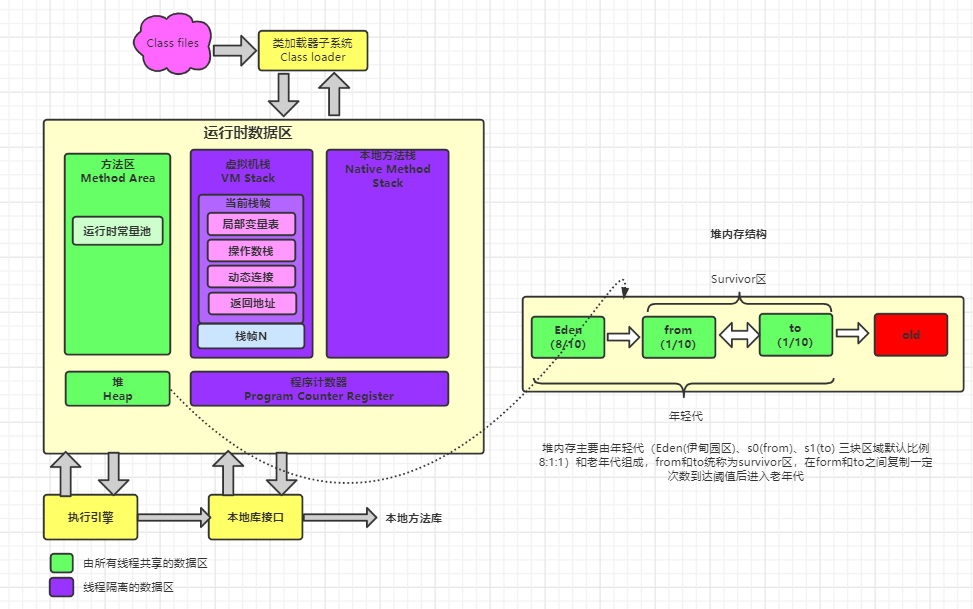 Class files
类加载器子系统
Class loader
运行时数据区
方法区
Method Area
运行时常量池
虚拟机栈
VM Stack
当前栈帧
局部变量表
操作数栈
动态连接
返回地址
栈帧N
本地方法栈
Native Method
Stack
堆
Heap
程序计数器
Program Counter Register
执行引擎
本地库接口
本地方法库
由所有线程共享的数据区
线程隔离的数据区
堆内存结构
Survivor区
Eden
(8/10)
from
(1/10)
to
(1/10)
old
年轻代
堆内存主要由年轻代（Eden(伊甸园区)、s0(from)、s1(to) 三块区域默认比例
8:1:1）和老年代组成，from和to统称为survivor区，在form和to之间复制一定
次数到达阈值后进入老年代